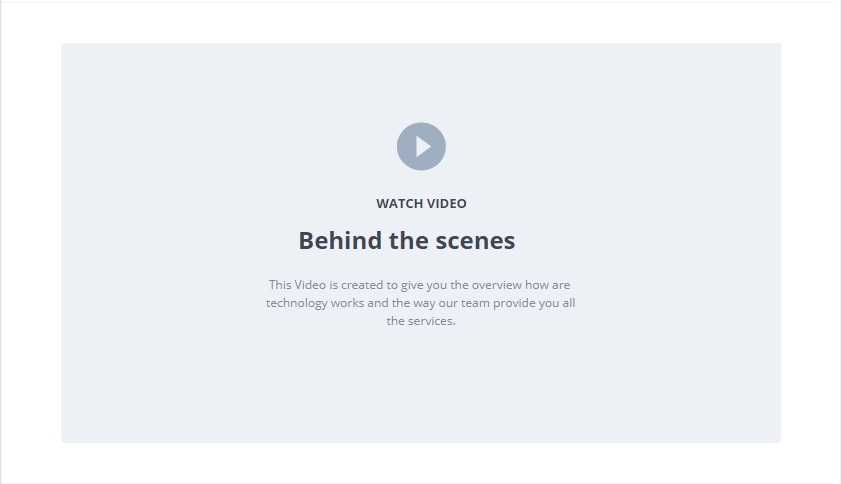 WATCH VIDEO
Behind the scenes
This Video is created to give you the overview how are
technology works and the way our team provide you all
the services.